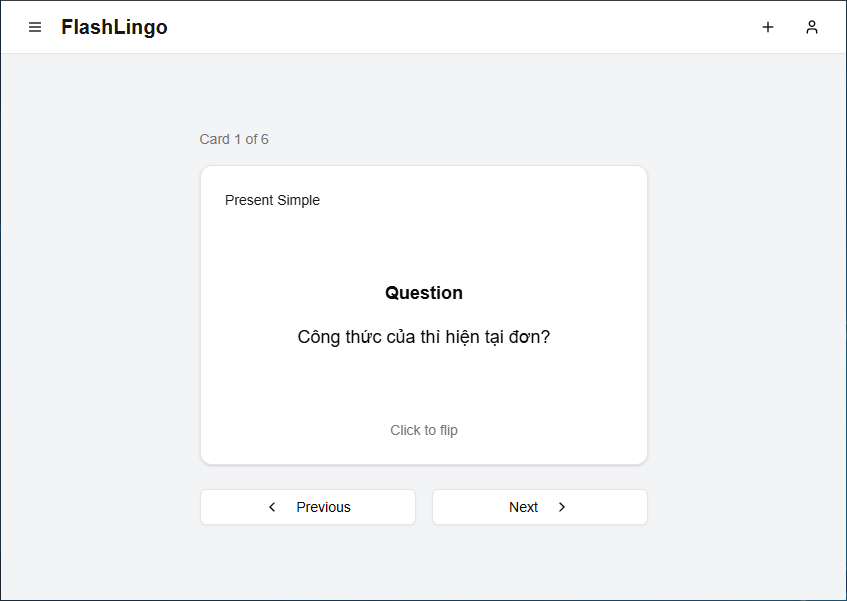 FlashLingo
Card 1 of 6
Present Simple
Question
Công thức của thì hiện tại đơn?
Click to flip
Previous
Next